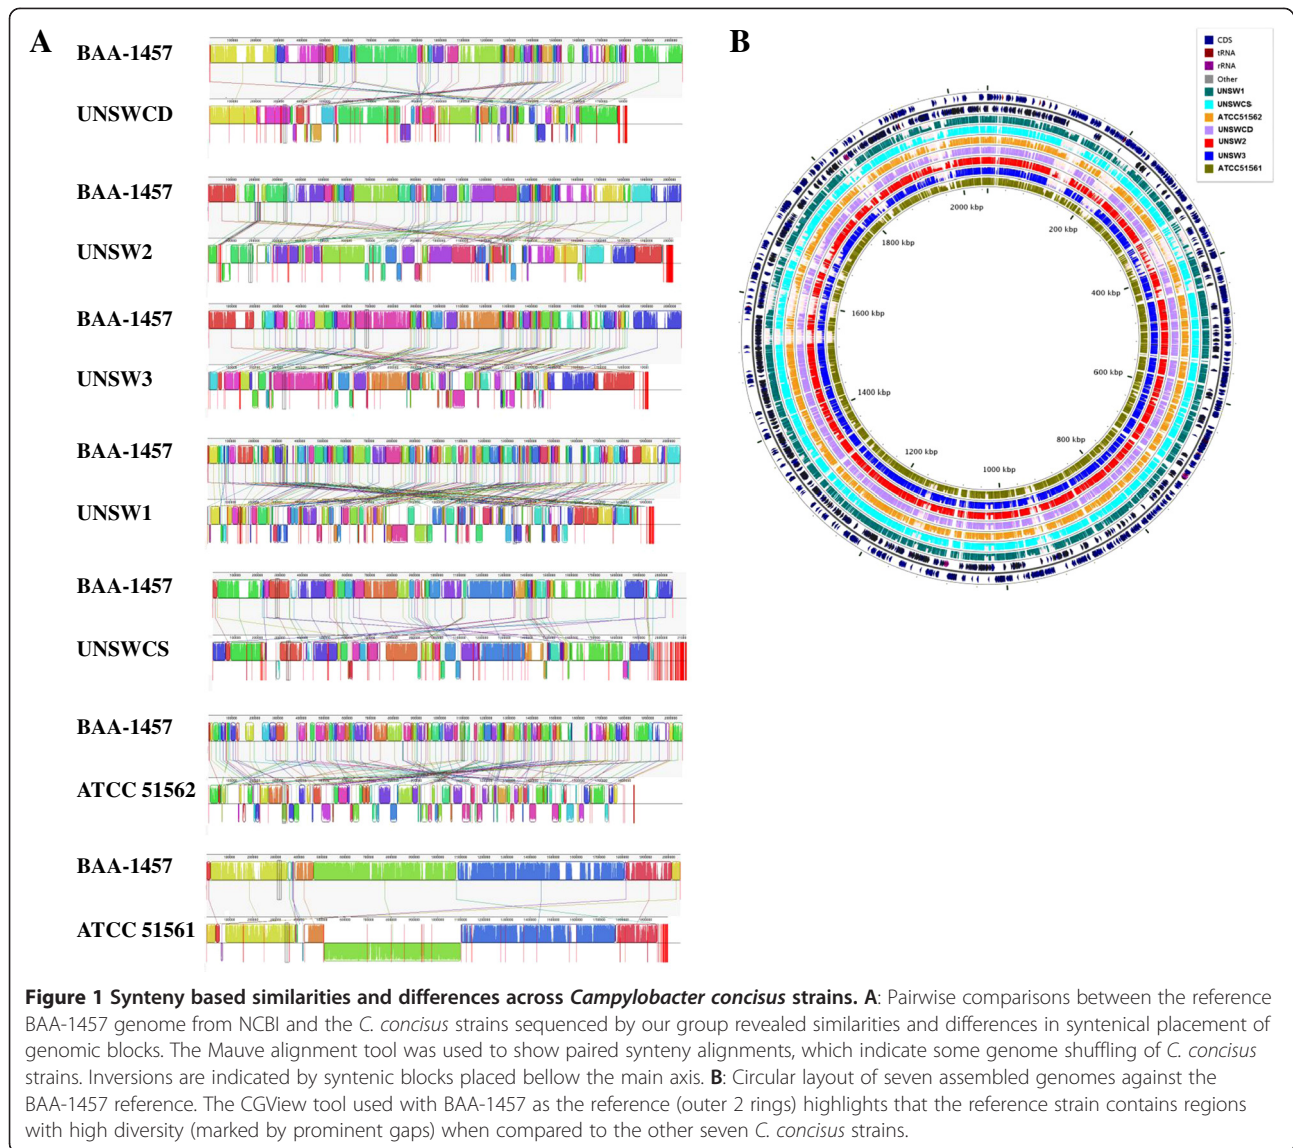 A
BAA-1457
UNSWCD
BAA-1457
UNSW2
BAA-1457
UNSW3
BAA-1457
UNSW1
BAA-1457
UNSWCS
BAA-1457
ATCC 51562
BAA-1457
ATCC 51561
B
CDS
tRNA
rRNA
Other
UNSW1
UNSWCS
ATCC51562
UNSWCD
UNSW2
UNSW3
ATCC51561
2000 kbp
200 kbp
400 kbp
600 kbp
800 kbp
1000 kbp
1200 kbp
1400 kbp
1600 kbp
1800 kbp
Figure 1 Synteny based similarities and differences across Campylobacter concisus strains. A: Pairwise comparisons between the reference
BAA-1457 genome from NCBI and the C. concisus strains sequenced by our group revealed similarities and differences in syntenical placement of
genomic blocks. The Mauve alignment tool was used to show paired synteny alignments, which indicate some genome shuffling of C. concisus
strains. Inversions are indicated by syntenic blocks placed bellow the main axis. B: Circular layout of seven assembled genomes against the
BAA-1457 reference. The CGView tool used with BAA-1457 as the reference (outer 2 rings) highlights that the reference strain contains regions
with high diversity (marked by prominent gaps) when compared to the other seven C. concisus strains.